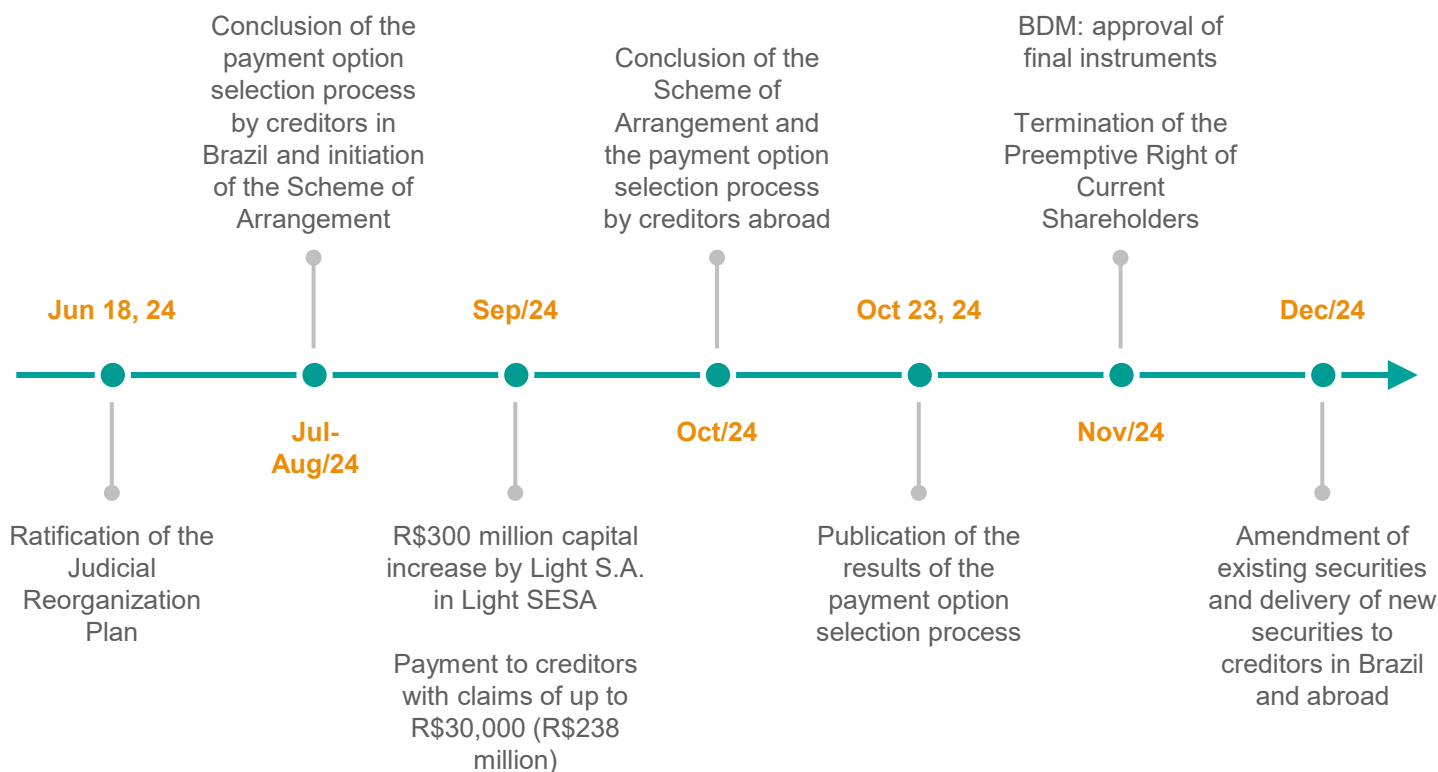 Conclusion of the
payment option
selection process
by creditors in
Brazil and initiation
of the Scheme of
Arrangement
Conclusion of the
Scheme of
Arrangement and
the payment option
selection process
by creditors abroad
BDM: approval of
final instruments
Termination of the
Preemptive Right of
Current
Shareholders
Jun 18, 24
Sep/24
Oct 23, 24
Dec/24
Jul-
Aug/24
Oct/24
Nov/24
Ratification of the
Judicial
Reorganization
Plan
R$300 million capital
increase by Light S.A.
in Light SESA
Payment to creditors
with claims of up to
R$30,000 (R$238
million)
Publication of the
results of the
payment option
selection process
Amendment of
existing securities
and delivery of new
securities to
creditors in Brazil
and abroad